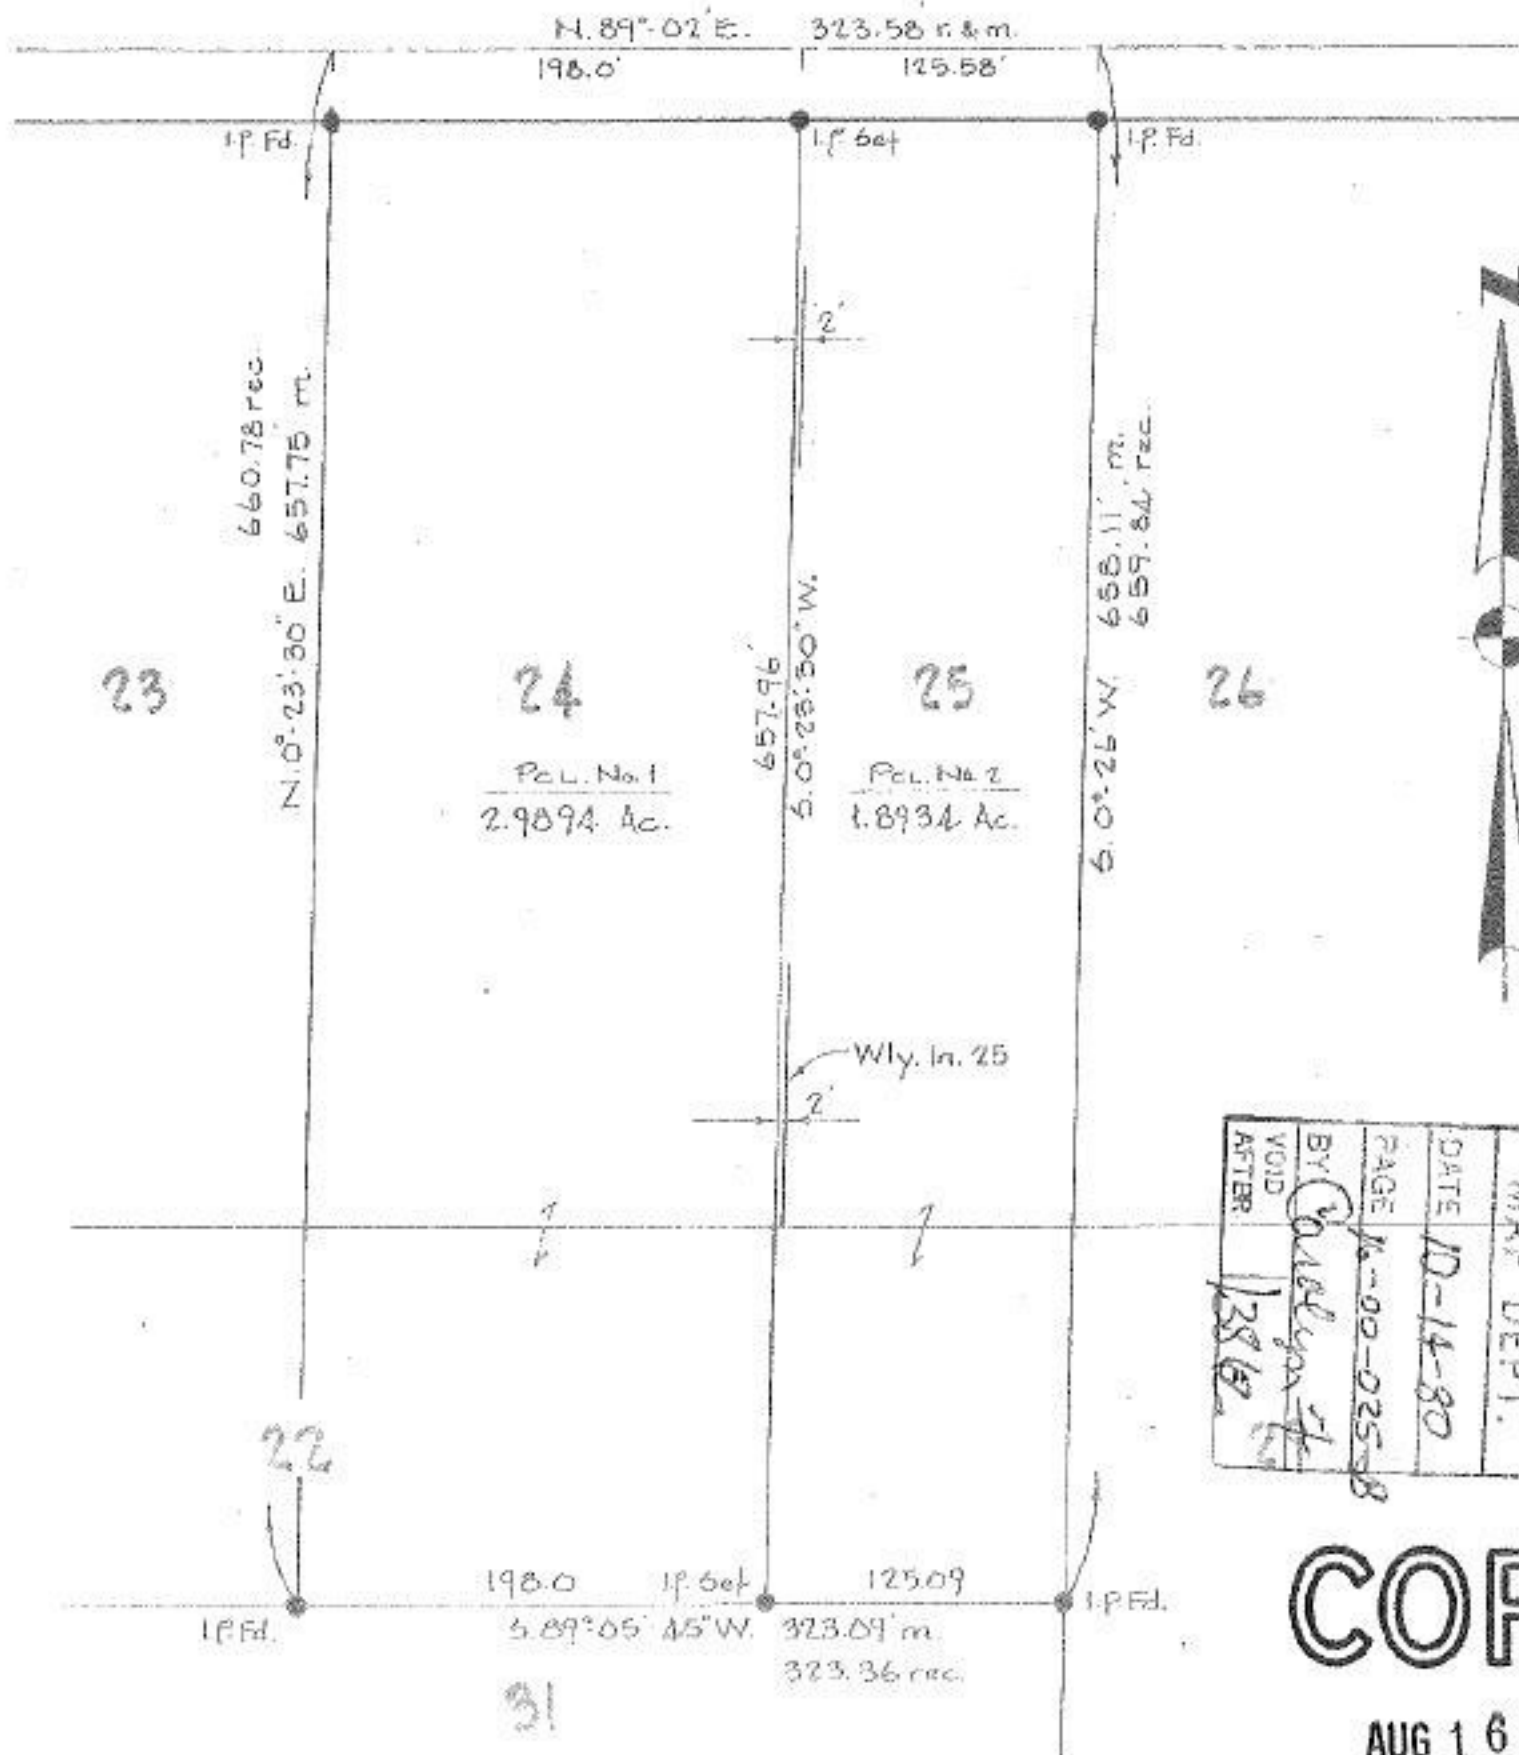 N. 89°-02' E. 323.58' r. & m.
198.0' 125.58'
I.P. Fd. I.P. Set I.P. Fd.
N
2'
660.78 rec.
N. 0°-23'-30" E. 657.75 m.
657.96'
S. 0°-23'-30" W.
S. 0°-26' W. 658.11' m.
659.84' rec.
23 24 25 26
Pcl. No. 1
2.9894 Ac.
Pcl. No. 2
1.8934 Ac.
Wly. ln. 25
2'
DEPT.
DATE 10-14-80
PAGE
BY
VOID
AFTER
22
198.0 I.P. Set 125.09
I.P. Fd. I.P. Fd.
S. 89°-05'-45" W. 323.09' m.
323.36 rec.
31
COP
AUG 16